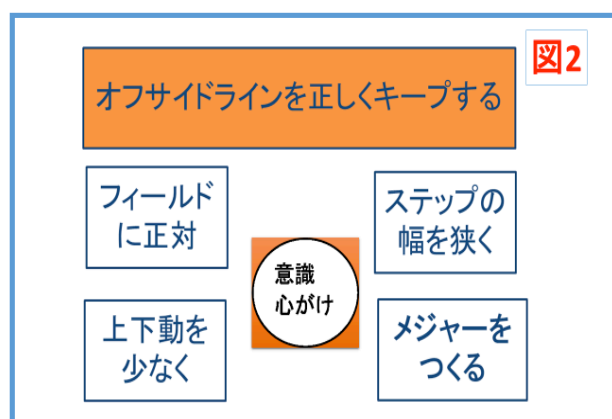 図2
オフサイドラインを正しくキープする
フィールド
に正対
ステップの
幅を狭く
意識
心がけ
上下動を
少なく
メジャーを
つくる